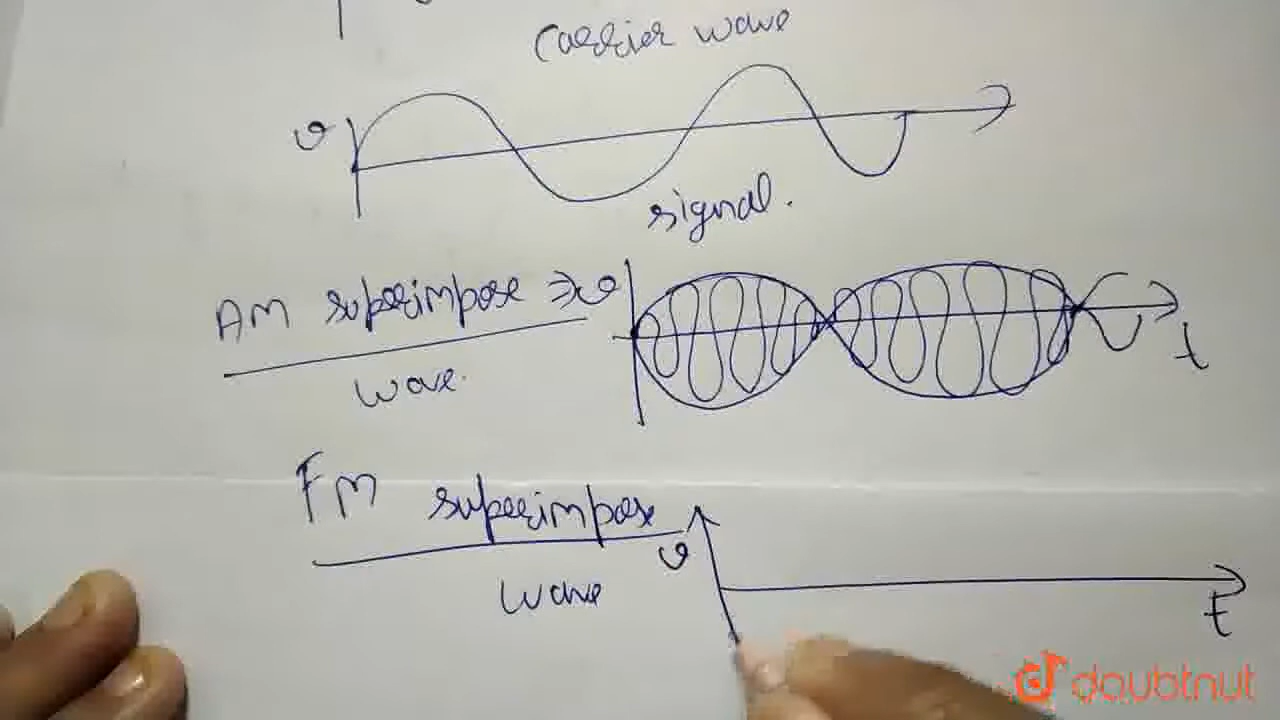 Carrier wave
v
signal.
AM superimpose ⇒ v
wave.
t
FM superimpose
v
wave
t
doubtnut